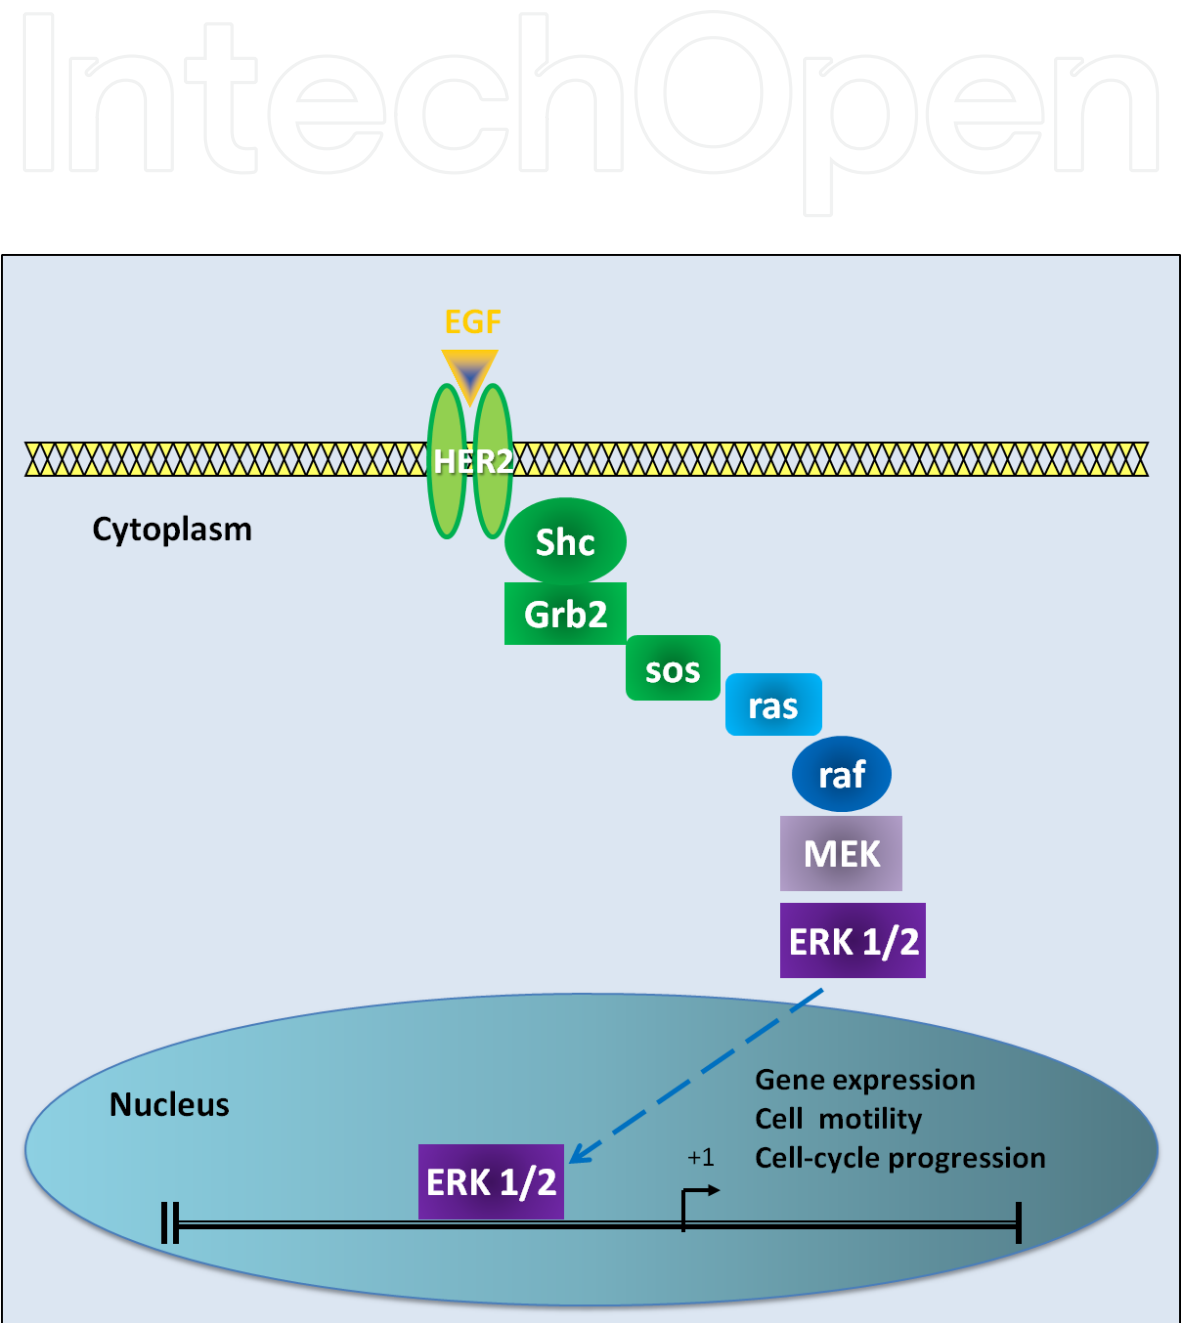 IntechOpen
EGF
HER2
Cytoplasm
Shc
Grb2
sos
ras
raf
MEK
ERK 1/2
Gene expression
Nucleus
Cell motility
+1
Cell-cycle progression
ERK 1/2